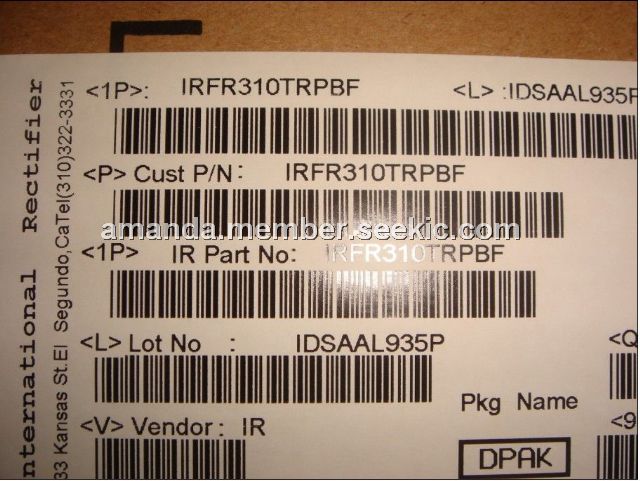 <1P>: IRFR310TRPBF <L> :IDSAAL935P
<P> Cust P/N: IRFR310TRPBF
amanda.member.seekic.com
<1P> IR Part No: IRFR310TRPBF
<L> Lot No : IDSAAL935P
Pkg Name
<V> Vendor: IR
DPAK
nternational Rectifier
33 Kansas St.El Segundo,CaTel(310)322-3331